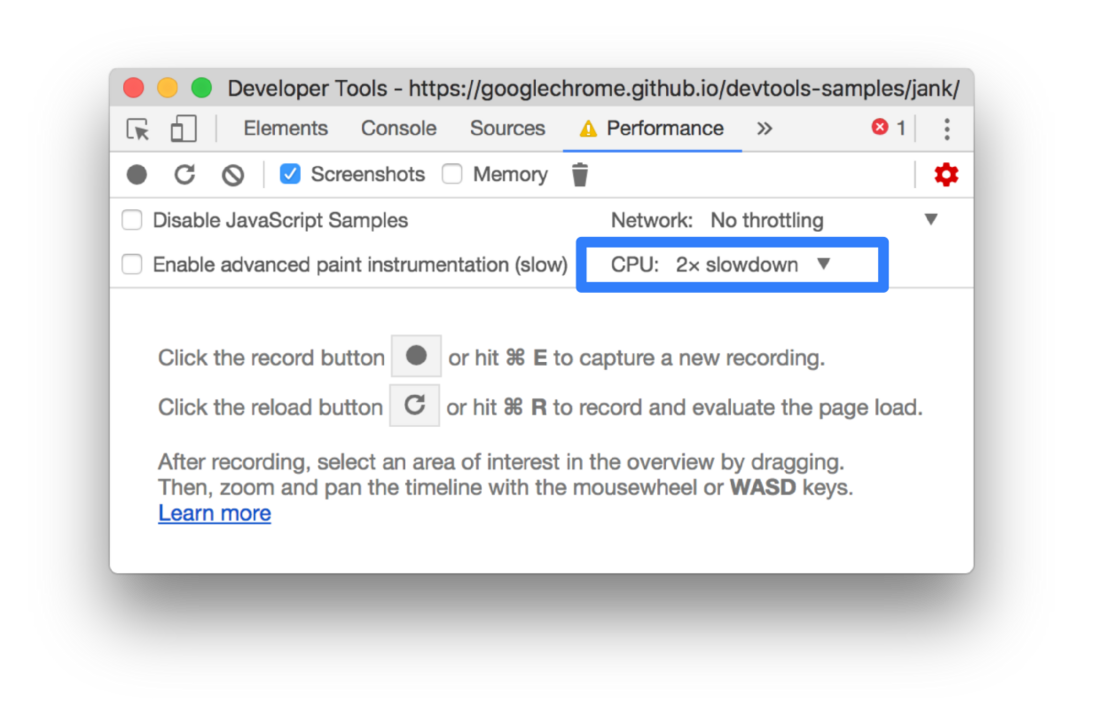 Developer Tools - https://googlechrome.github.io/devtools-samples/jank/
Elements Console Sources Performance » 1
Screenshots Memory
Disable JavaScript Samples Network: No throttling
Enable advanced paint instrumentation (slow) CPU: 2× slowdown
Click the record button or hit ⌘ E to capture a new recording.
Click the reload button or hit ⌘ R to record and evaluate the page load.
After recording, select an area of interest in the overview by dragging.
Then, zoom and pan the timeline with the mousewheel or WASD keys.
Learn more